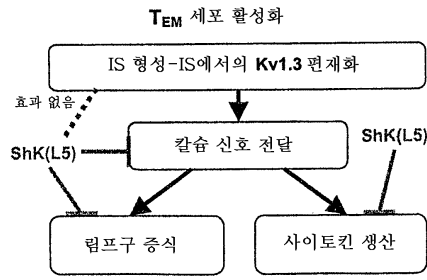 T_EM 세포 활성화
IS 형성-IS에서의 Kv1.3 편재화
효과 없음
ShK(L5)
칼슘 신호 전달
ShK(L5)
림프구 증식
사이토킨 생산